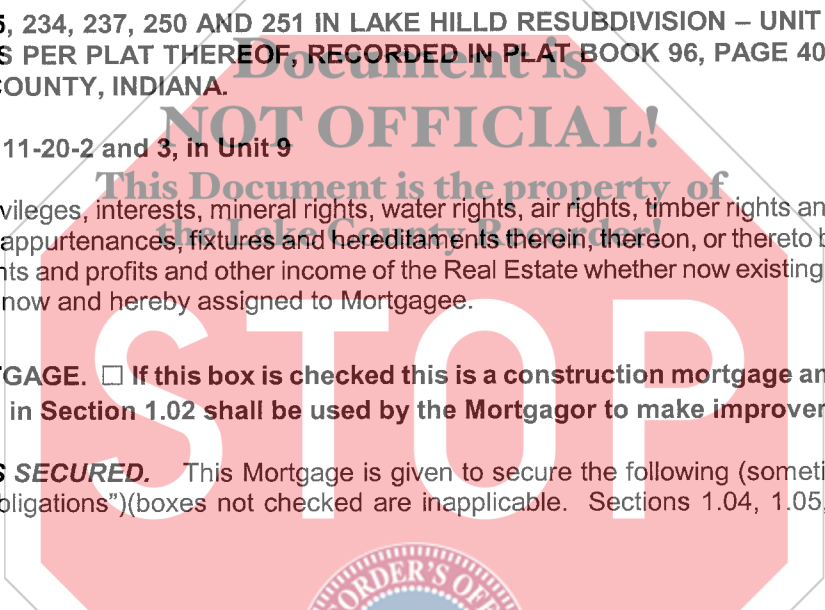 5, 234, 237, 250 AND 251 IN LAKE HILLD RESUBDIVISION – UNIT
S PER PLAT THEREOF, RECORDED IN PLAT BOOK 96, PAGE 40
COUNTY, INDIANA.
Document is
NOT OFFICIAL!
11-20-2 and 3, in Unit 9
This Document is the property of
the Lake County Recorder!
vileges, interests, mineral rights, water rights, air rights, timber rights an
appurtenances, fixtures and hereditaments therein, thereon, or thereto b
nts and profits and other income of the Real Estate whether now existing
now and hereby assigned to Mortgagee.
STOP
TGAGE. ☐ If this box is checked this is a construction mortgage an
in Section 1.02 shall be used by the Mortgagor to make improver
S SECURED. This Mortgage is given to secure the following (someti
bligations")(boxes not checked are inapplicable. Sections 1.04, 1.05,
ORDER'S OF